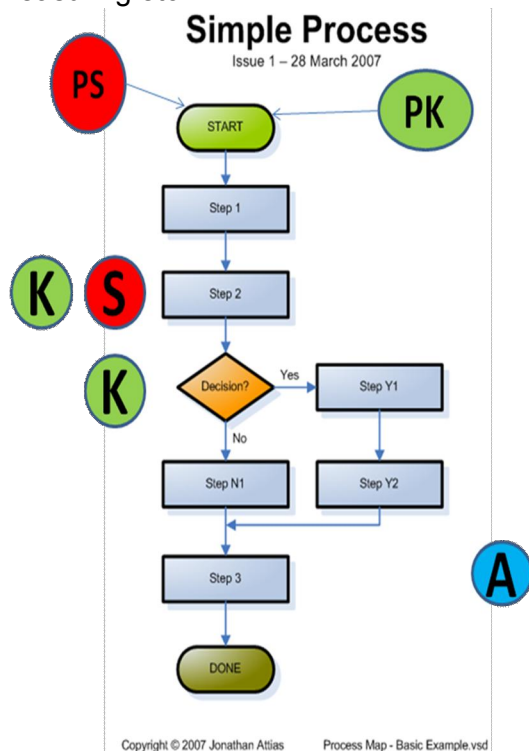 Simple Process
Issue 1 – 28 March 2007
PS
PK
START
Step 1
K
S
Step 2
K
Decision?
Yes
Step Y1
No
Step N1
Step Y2
Step 3
A
DONE
Copyright © 2007 Jonathan Attias
Process Map - Basic Example.vsd